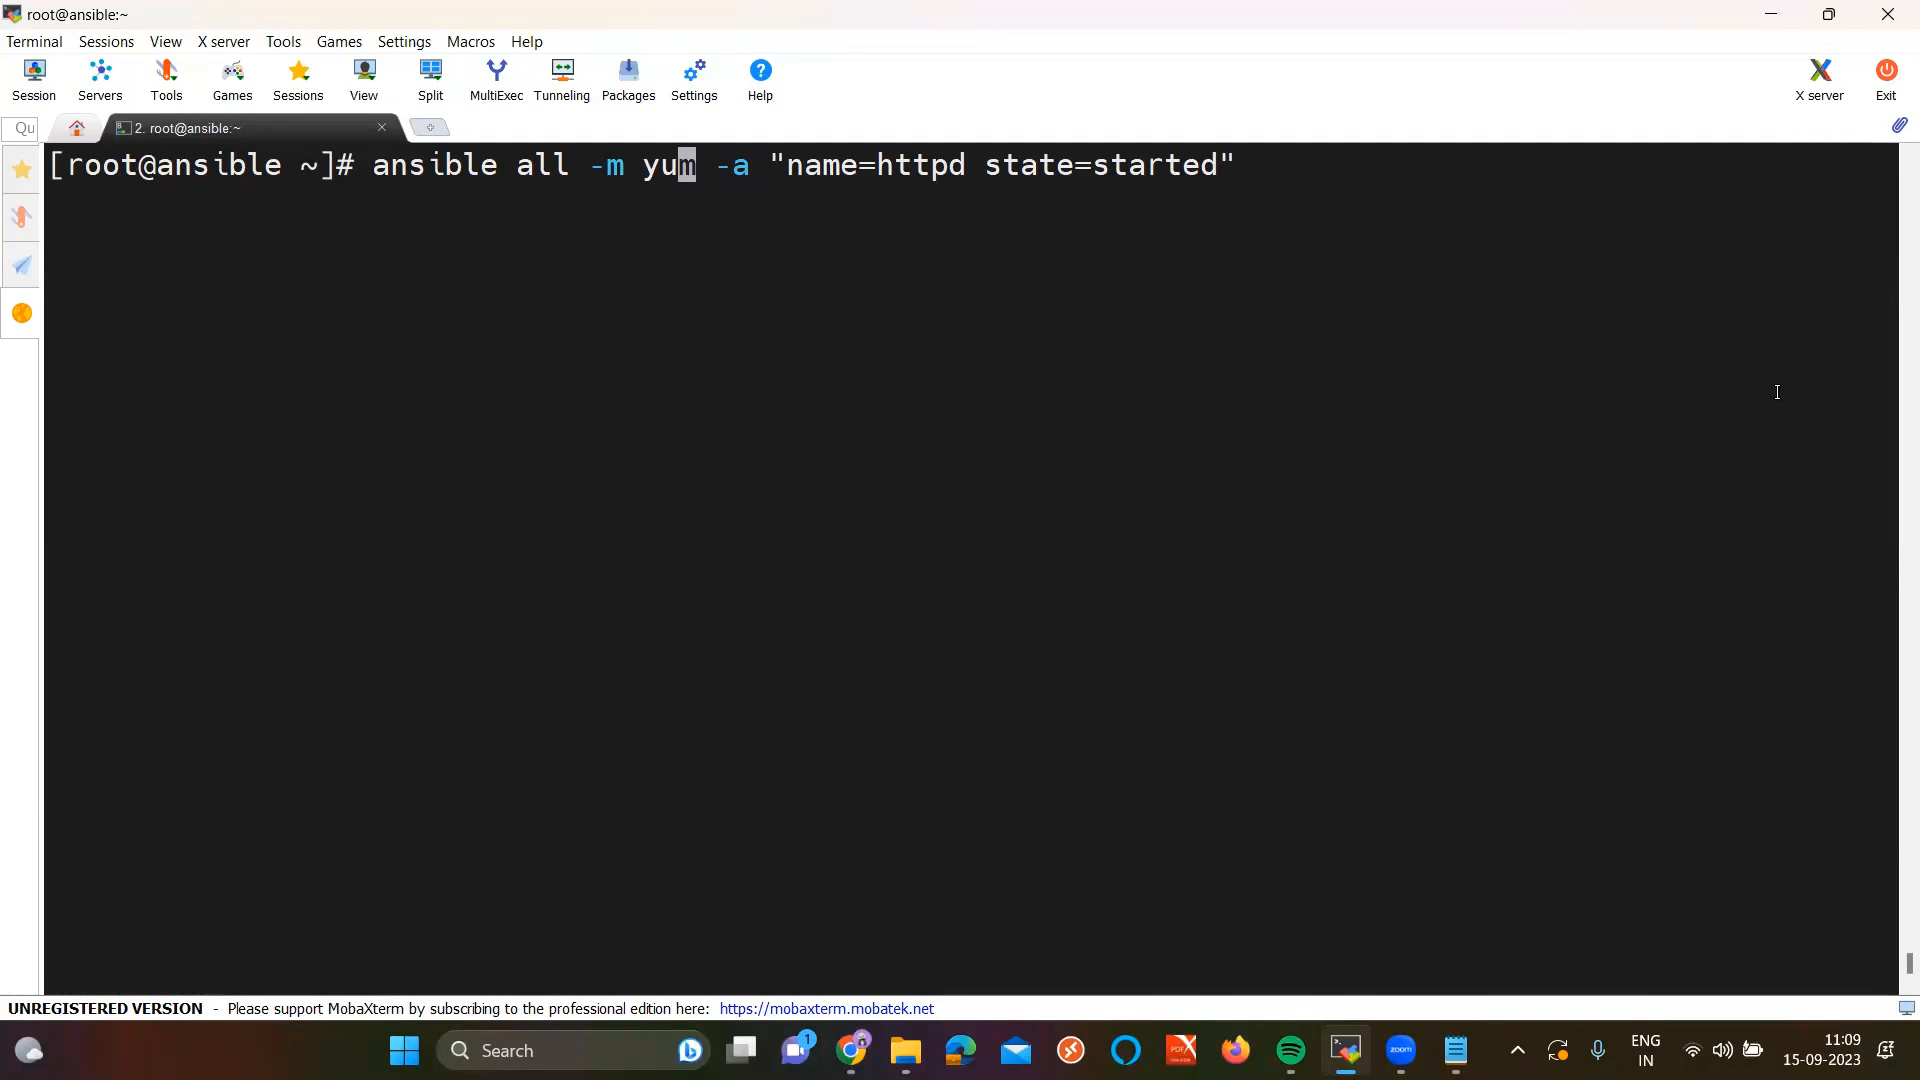 root@ansible:~
Terminal Sessions View X server Tools Games Settings Macros Help
Session Servers Tools Games Sessions View Split MultiExec Tunneling Packages Settings Help X server Exit
Qu 2. root@ansible:~
[root@ansible ~]# ansible all -m yum -a "name=httpd state=started"
UNREGISTERED VERSION - Please support MobaXterm by subscribing to the professional edition here: https://mobaxterm.mobatek.net
Search 1 PDF zoom ENG 11:09
IN 15-09-2023